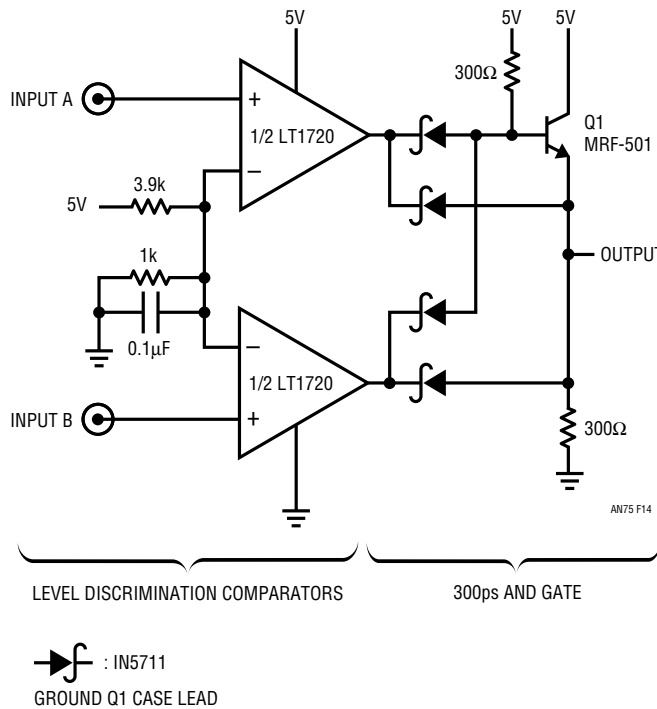 5V
5V
5V
300Ω
INPUT A
+
1/2 LT1720
−
Q1
MRF-501
3.9k
5V
1k
OUTPUT
0.1µF
−
1/2 LT1720
+
INPUT B
300Ω
AN75 F14
LEVEL DISCRIMINATION COMPARATORS
300ps AND GATE
: IN5711
GROUND Q1 CASE LEAD